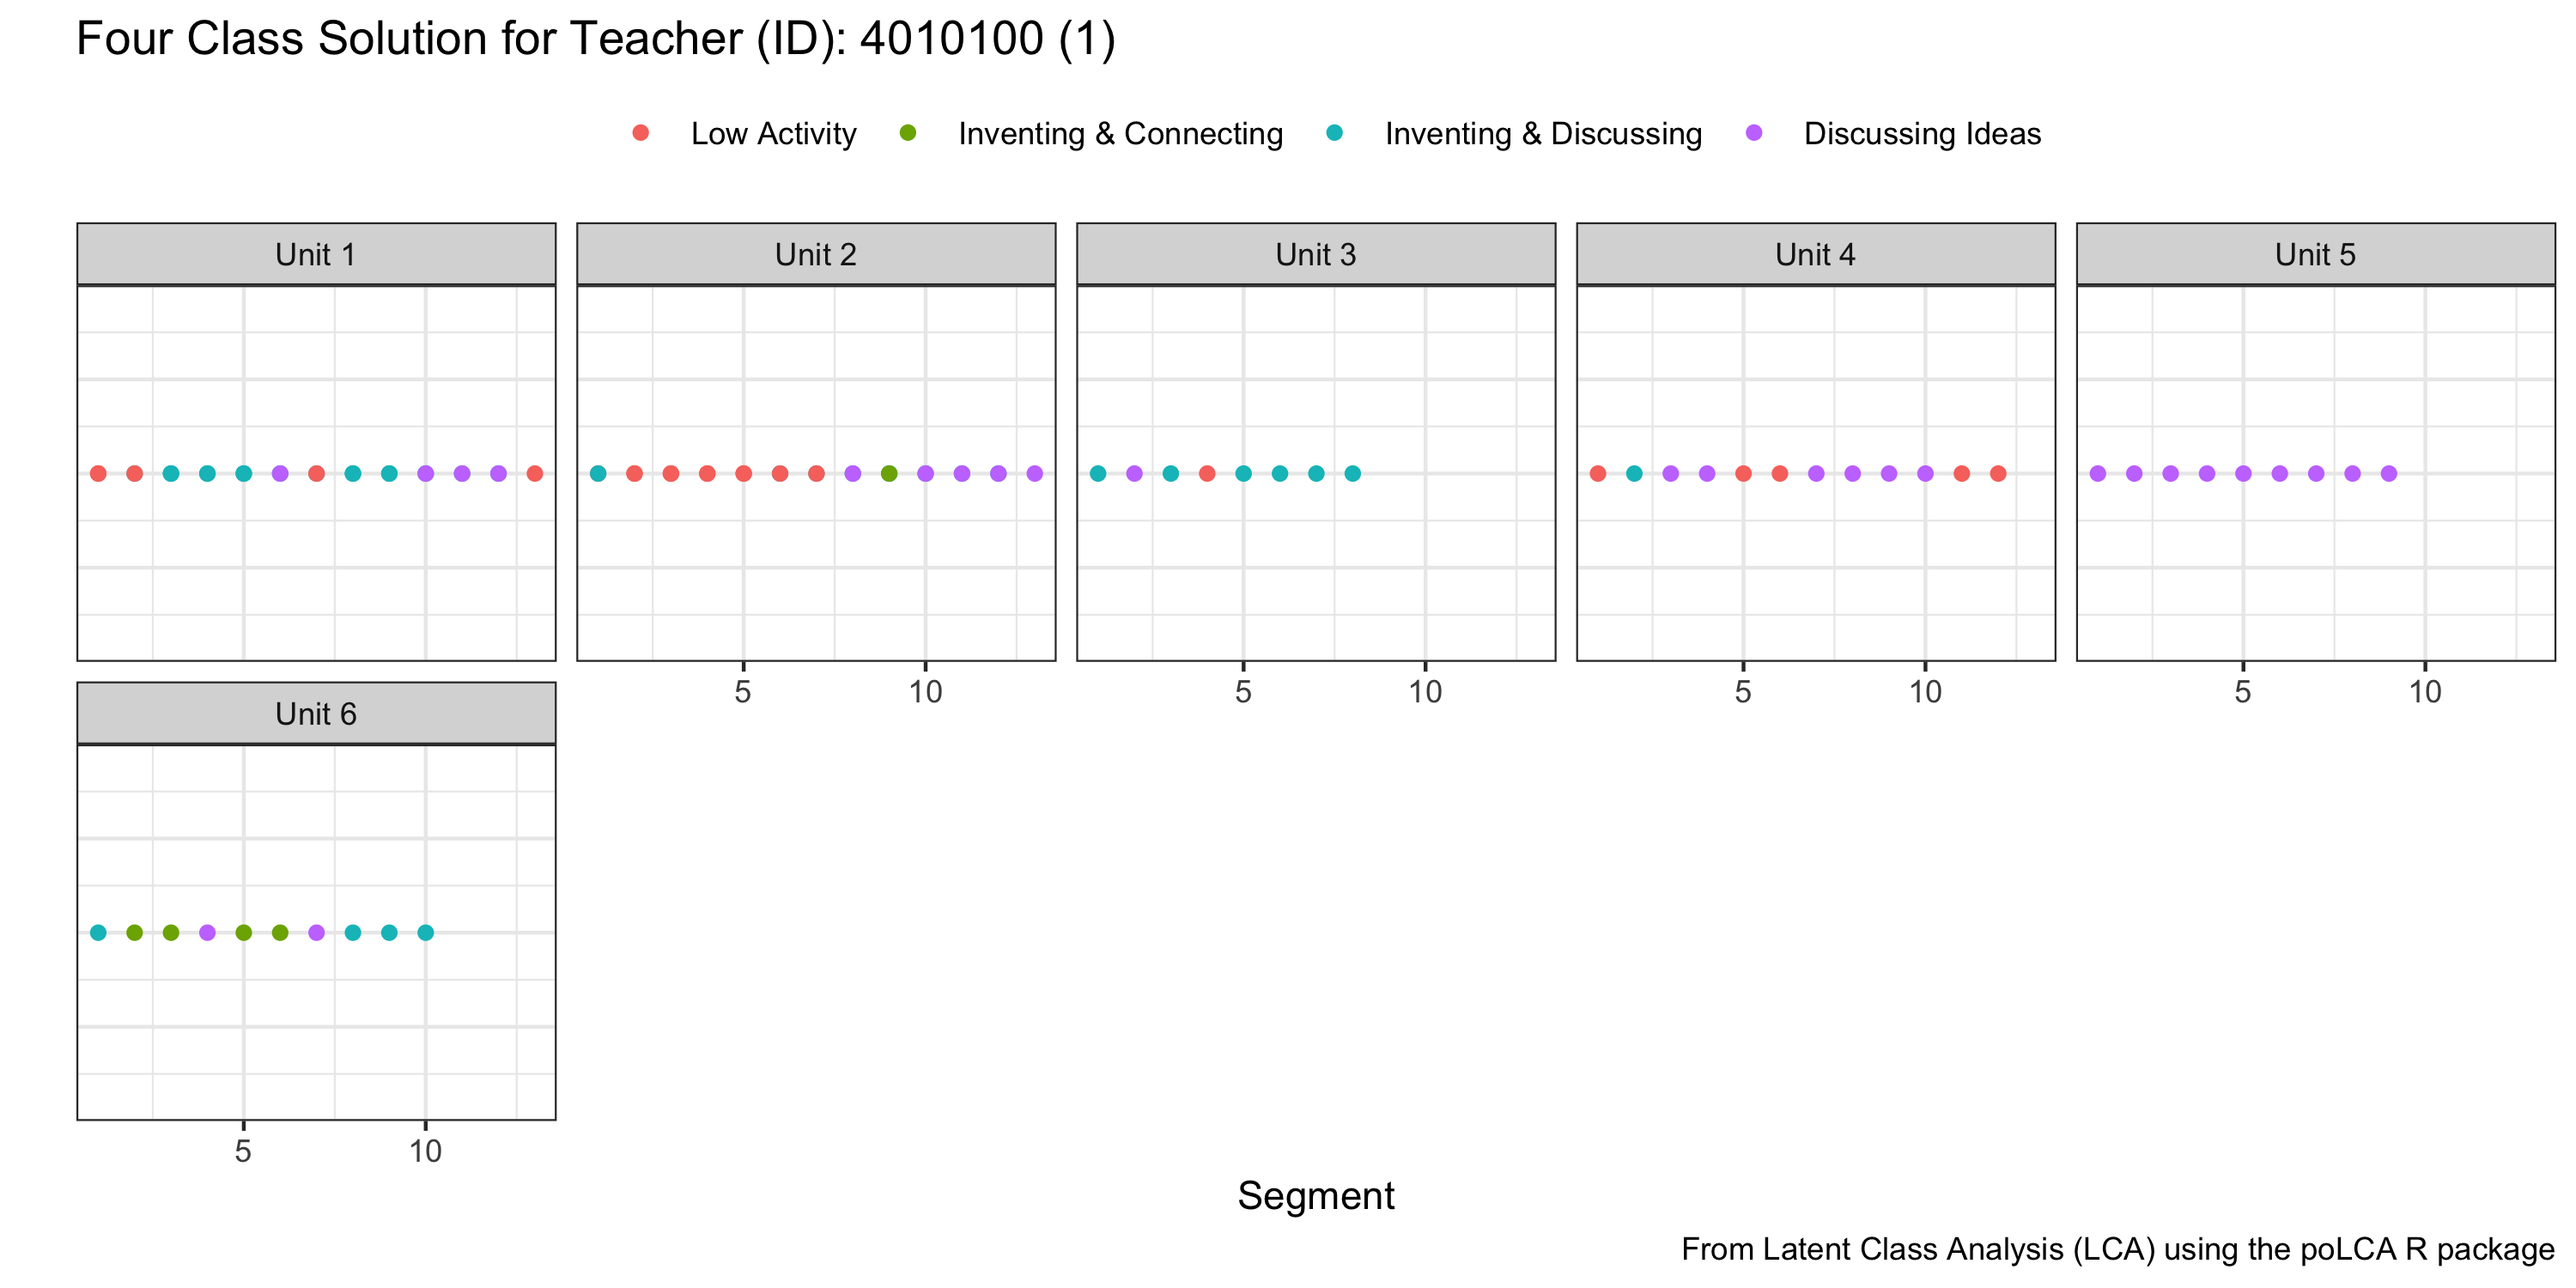 Four Class Solution for Teacher (ID): 4010100 (1)
Low Activity Inventing & Connecting Inventing & Discussing Discussing Ideas
Unit 1 Unit 2 Unit 3 Unit 4 Unit 5
5 10 5 10 5 10 5 10
Unit 6
5 10
Segment
From Latent Class Analysis (LCA) using the poLCA R package